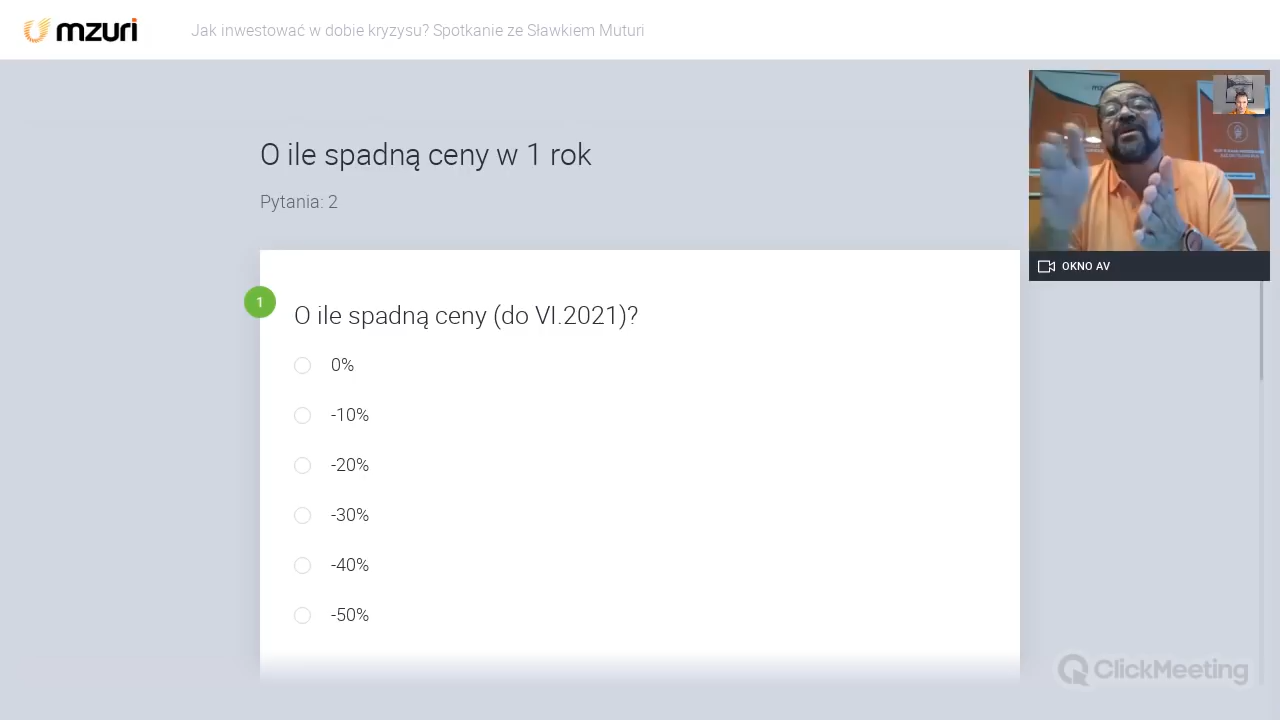 mzuri
Jak inwestować w dobie kryzysu? Spotkanie ze Sławkiem Muturi
O ile spadną ceny w 1 rok
Pytania: 2
OKNO AV
1
O ile spadną ceny (do VI.2021)?
0%
-10%
-20%
-30%
-40%
-50%
ClickMeeting